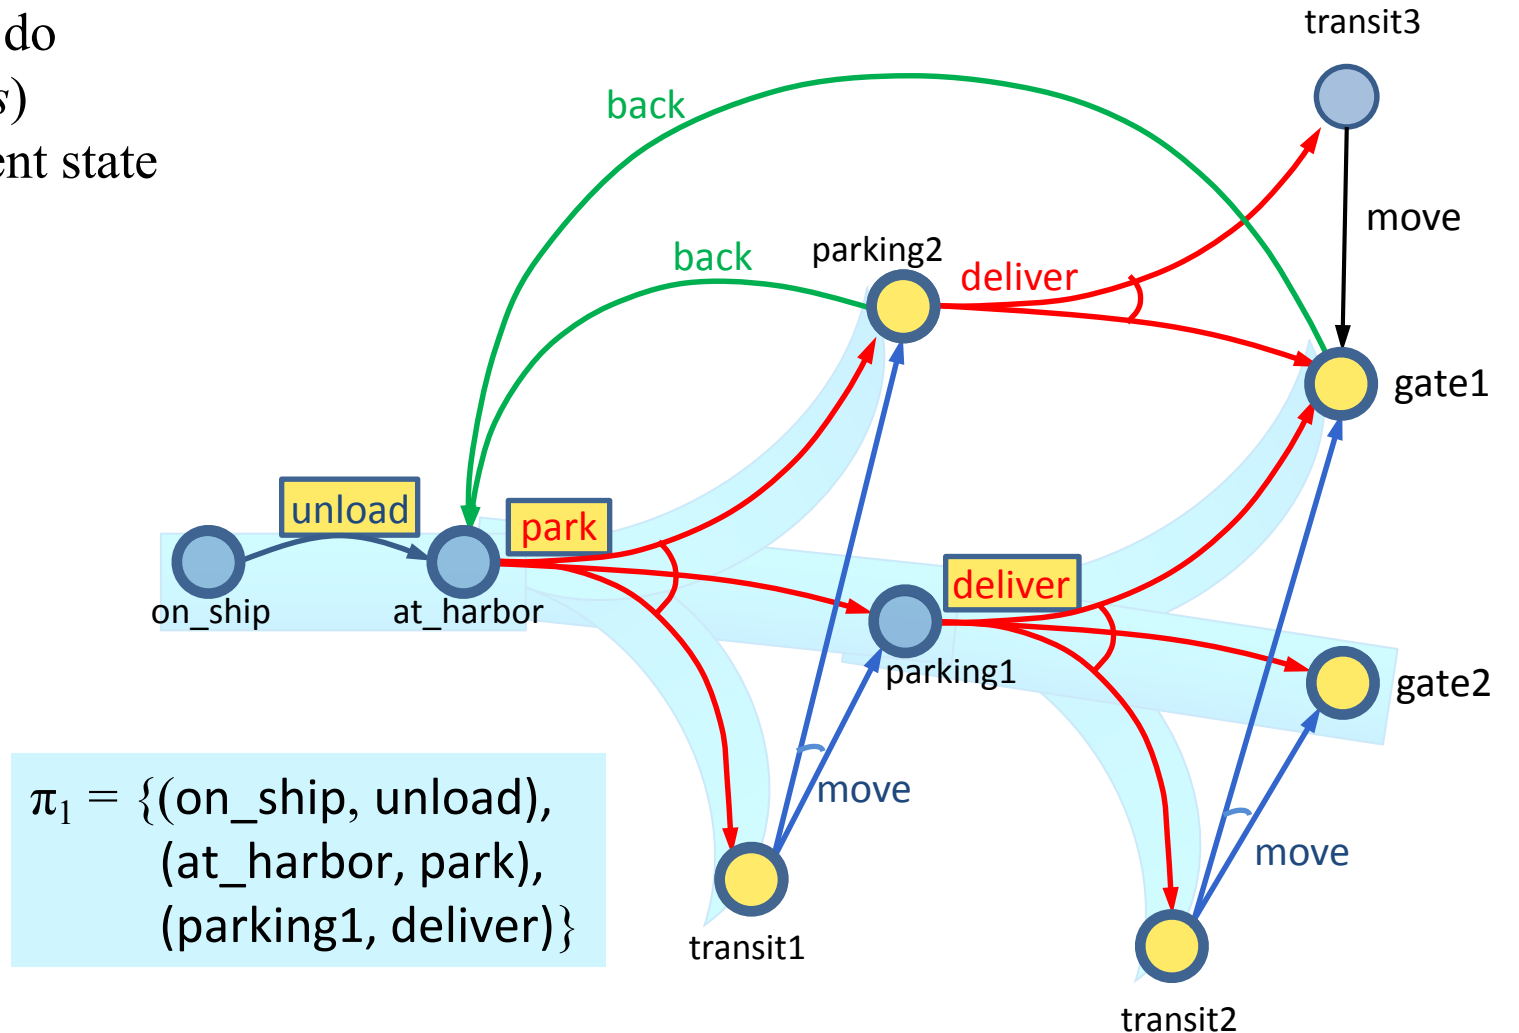 do
s)
ent state
transit3
back
move
parking2
back
deliver
gate1
unload
park
on_ship
at_harbor
deliver
parking1
gate2
move
move
π1 = {(on_ship, unload),
(at_harbor, park),
(parking1, deliver)}
transit1
transit2